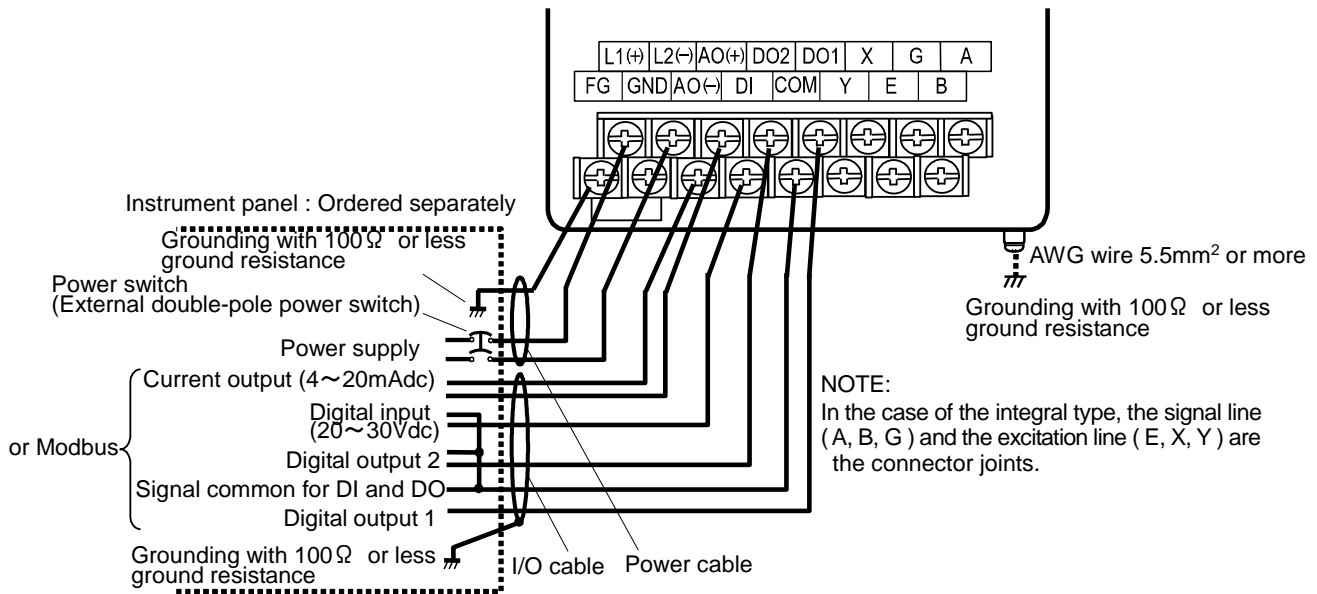 L1(+) L2(−) AO(+) DO2 DO1 X G A
FG GND AO(−) DI COM Y E B
Instrument panel : Ordered separately
Grounding with 100Ω or less
ground resistance
Power switch
(External double-pole power switch)
Power supply
Current output (4～20mAdc)
Digital input
(20～30Vdc)
or Modbus
Digital output 2
Signal common for DI and DO
Digital output 1
Grounding with 100Ω or less
ground resistance
I/O cable
Power cable
AWG wire 5.5mm² or more
Grounding with 100Ω or less
ground resistance
NOTE:
In the case of the integral type, the signal line
( A, B, G ) and the excitation line ( E, X, Y ) are
the connector joints.